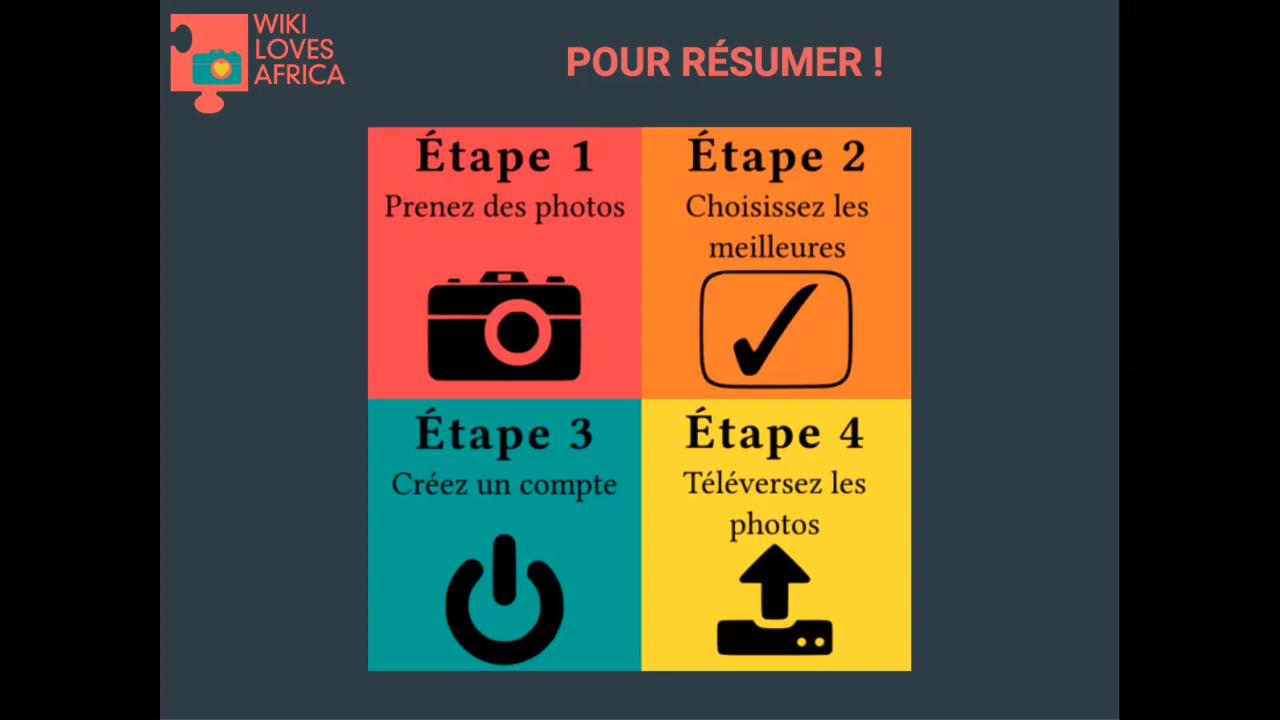 WIKI
LOVES
AFRICA
POUR RÉSUMER !
Étape 1
Prenez des photos
Étape 2
Choisissez les
meilleures
Étape 3
Créez un compte
Étape 4
Téléversez les
photos